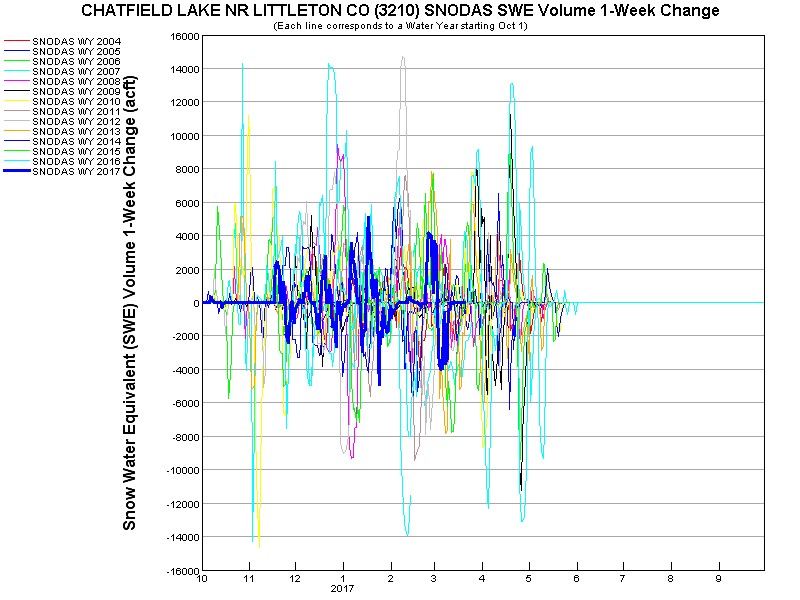 CHATFIELD LAKE NR LITTLETON CO (3210) SNODAS SWE Volume 1-Week Change
(Each line corresponds to a Water Year starting Oct 1)
SNODAS WY 2004
SNODAS WY 2005
SNODAS WY 2006
SNODAS WY 2007
SNODAS WY 2008
SNODAS WY 2009
SNODAS WY 2010
SNODAS WY 2011
SNODAS WY 2012
SNODAS WY 2013
SNODAS WY 2014
SNODAS WY 2015
SNODAS WY 2016
SNODAS WY 2017
Snow Water Equivalent (SWE) Volume 1-Week Change (acft)
16000
14000
12000
10000
8000
6000
4000
2000
0
-2000
-4000
-6000
-8000
-10000
-12000
-14000
-16000
10 11 12 1 2 3 4 5 6 7 8 9
2017